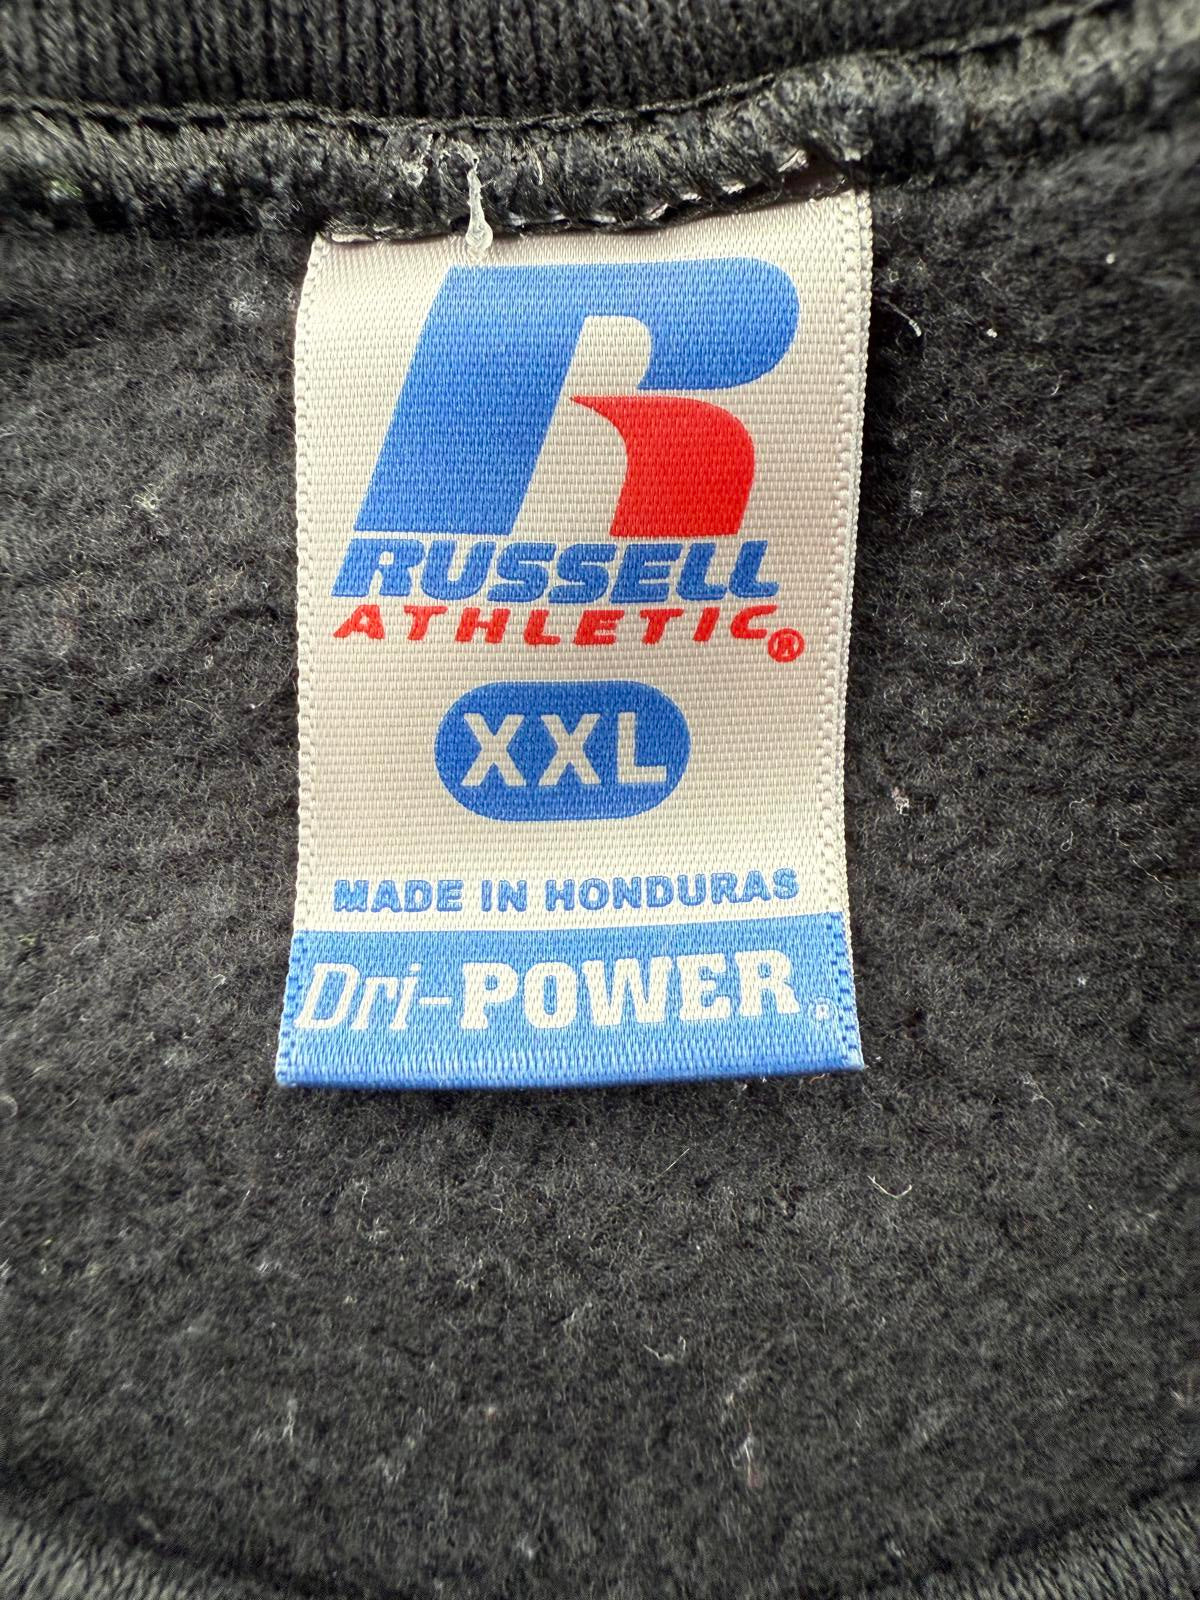 R
RUSSELL
ATHLETIC®
XXL
MADE IN HONDURAS
Dri-POWER®